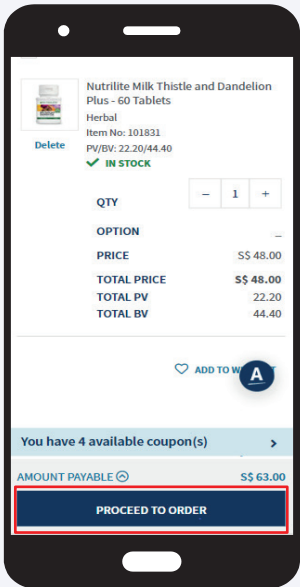 Nutrilite Milk Thistle and Dandelion
Plus - 60 Tablets
Herbal
Item No: 101831
Delete
PV/BV: 22.20/44.40
IN STOCK
QTY – 1 +
OPTION –
PRICE S$ 48.00
TOTAL PRICE S$ 48.00
TOTAL PV 22.20
TOTAL BV 44.40
ADD TO W T
A
You have 4 available coupon(s) >
AMOUNT PAYABLE S$ 63.00
PROCEED TO ORDER